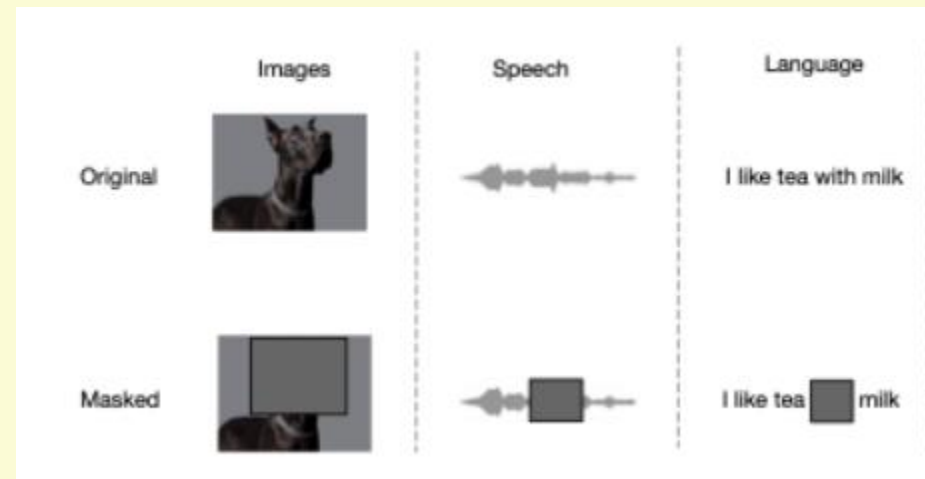 Images Speech Language
Original I like tea with milk
Masked I like tea milk